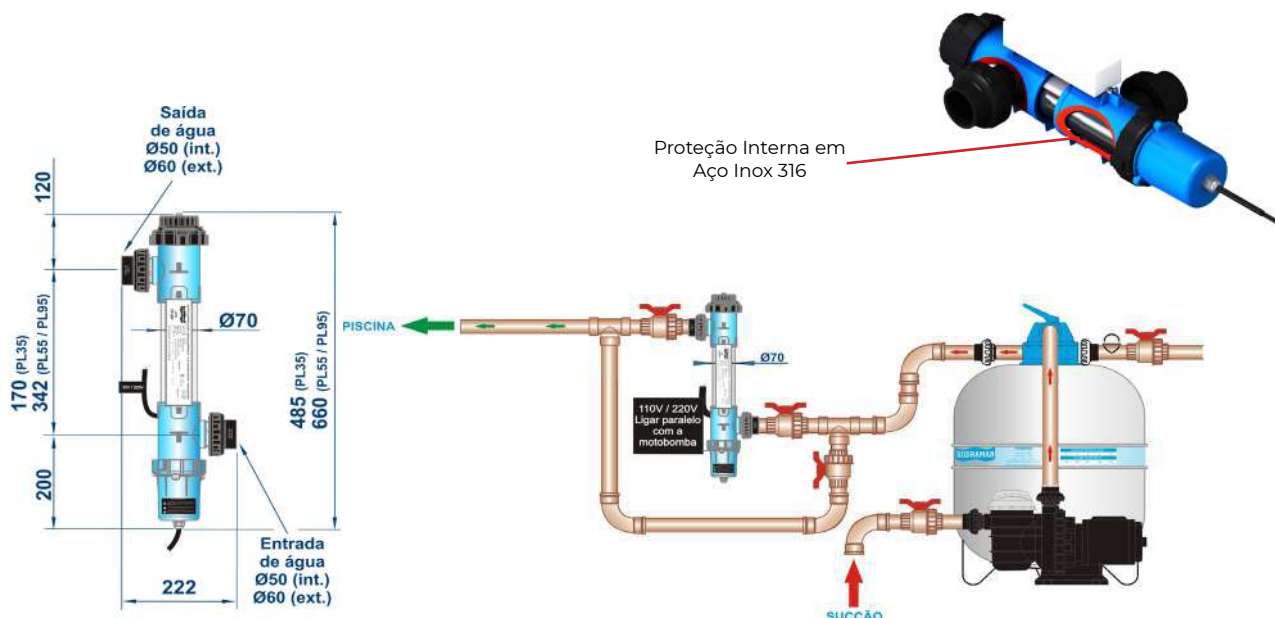 Saída
de água
Ø50 (int.)
Ø60 (ext.)
120
170 (PL35)
342 (PL55 / PL95)
200
Ø70
485 (PL35)
660 (PL55 / PL95)
222
Entrada
de água
Ø50 (int.)
Ø60 (ext.)
Proteção Interna em
Aço Inox 316
PISCINA
Ø70
110V / 220V
Ligar paralelo
com a
motobomba
SODRAMAR
SUCCÃO